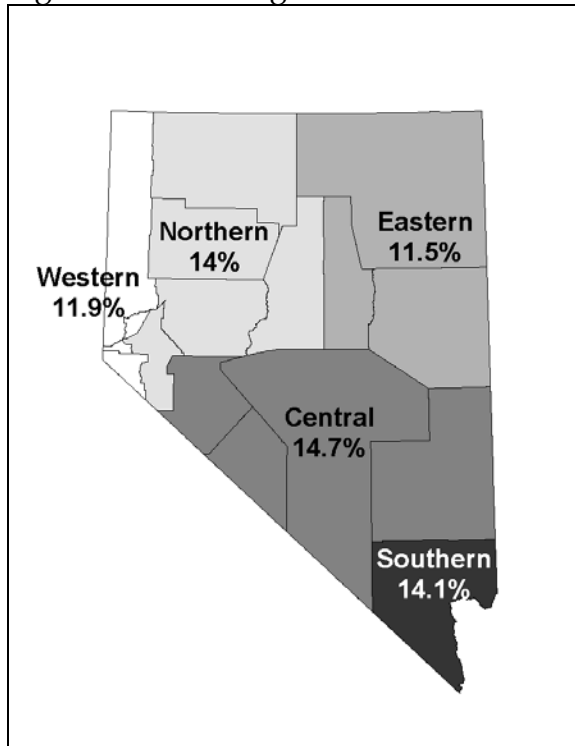 Northern
14%
Eastern
11.5%
Western
11.9%
Central
14.7%
Southern
14.1%